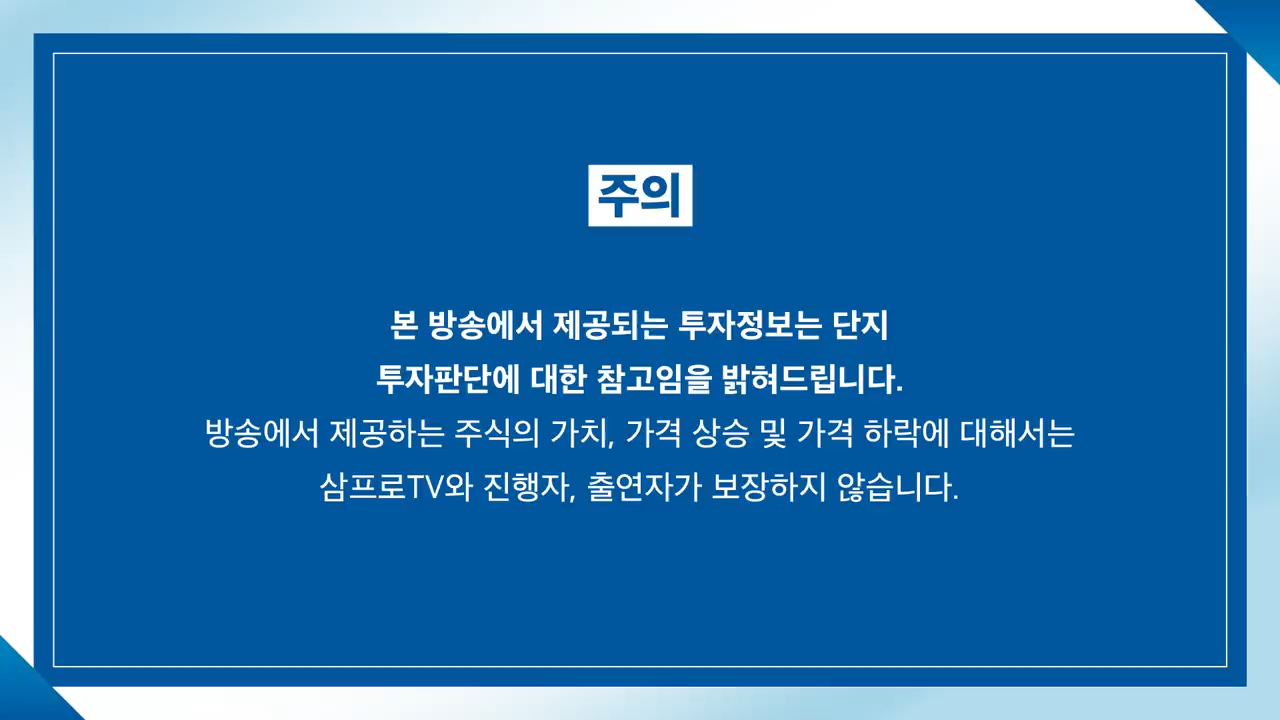 주의
본 방송에서 제공되는 투자정보는 단지
투자판단에 대한 참고임을 밝혀드립니다.
방송에서 제공하는 주식의 가치, 가격 상승 및 가격 하락에 대해서는
삼프로TV와 진행자, 출연자가 보장하지 않습니다.